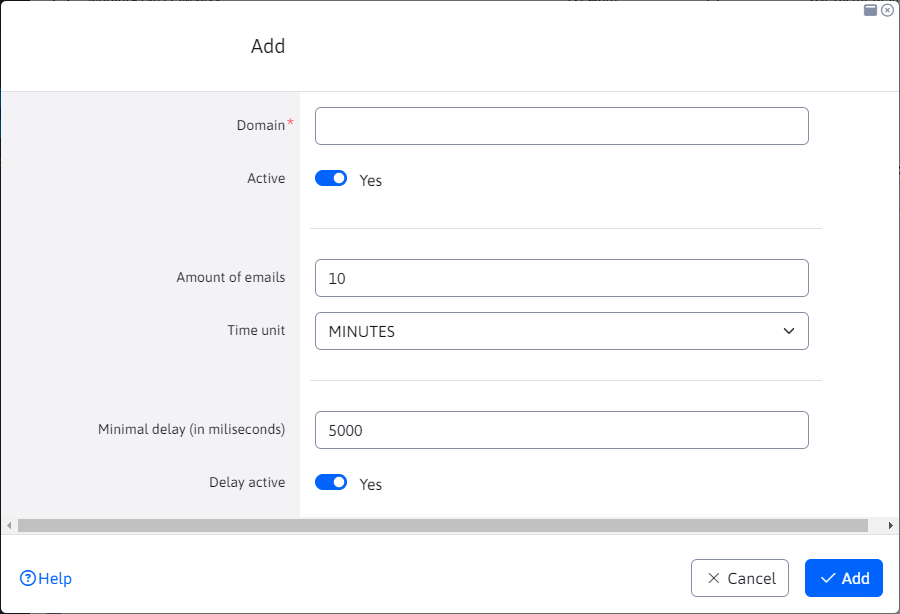 Add
Domain*
Active
Yes
Amount of emails
10
Time unit
MINUTES
Minimal delay (in miliseconds)
5000
Delay active
Yes
Help
Cancel
Add